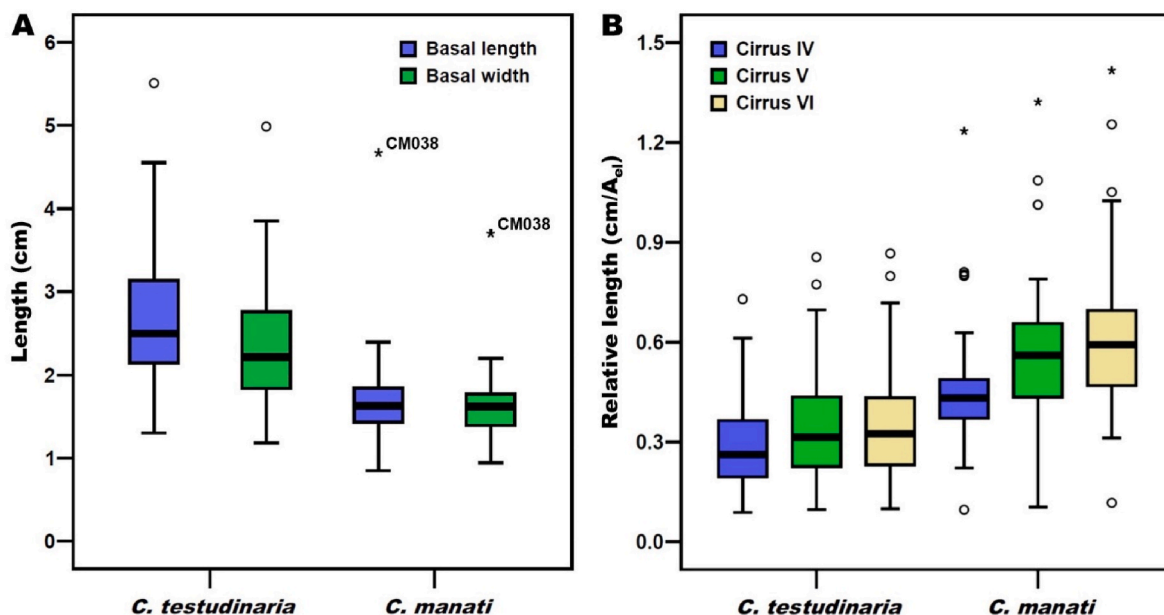 A
Length (cm)
6
5
4
3
2
1
0
Basal length
Basal width
CM038
CM038
C. testudinaria
C. manati
B
Relative length (cm/Ael)
1.5
1.2
0.9
0.6
0.3
0.0
Cirrus IV
Cirrus V
Cirrus VI
*
*
*
C. testudinaria
C. manati